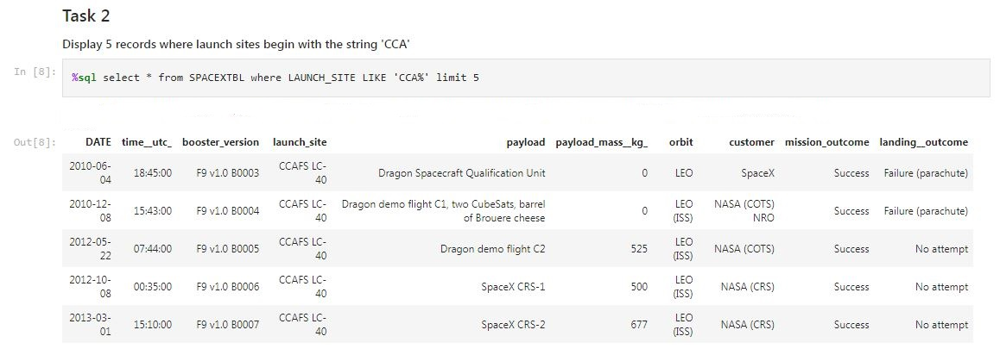 Task 2
Display 5 records where launch sites begin with the string 'CCA'
In [8]: %sql select * from SPACEXTBL where LAUNCH_SITE LIKE 'CCA%' limit 5
Out[8]: DATE time__utc_ booster_version launch_site payload payload_mass__kg_ orbit customer mission_outcome landing__outcome
2010-06-04 18:45:00 F9 v1.0 B0003 CCAFS LC-40 Dragon Spacecraft Qualification Unit 0 LEO SpaceX Success Failure (parachute)
2010-12-08 15:43:00 F9 v1.0 B0004 CCAFS LC-40 Dragon demo flight C1, two CubeSats, barrel of Brouere cheese 0 LEO (ISS) NASA (COTS) NRO Success Failure (parachute)
2012-05-22 07:44:00 F9 v1.0 B0005 CCAFS LC-40 Dragon demo flight C2 525 LEO (ISS) NASA (COTS) Success No attempt
2012-10-08 00:35:00 F9 v1.0 B0006 CCAFS LC-40 SpaceX CRS-1 500 LEO (ISS) NASA (CRS) Success No attempt
2013-03-01 15:10:00 F9 v1.0 B0007 CCAFS LC-40 SpaceX CRS-2 677 LEO (ISS) NASA (CRS) Success No attempt